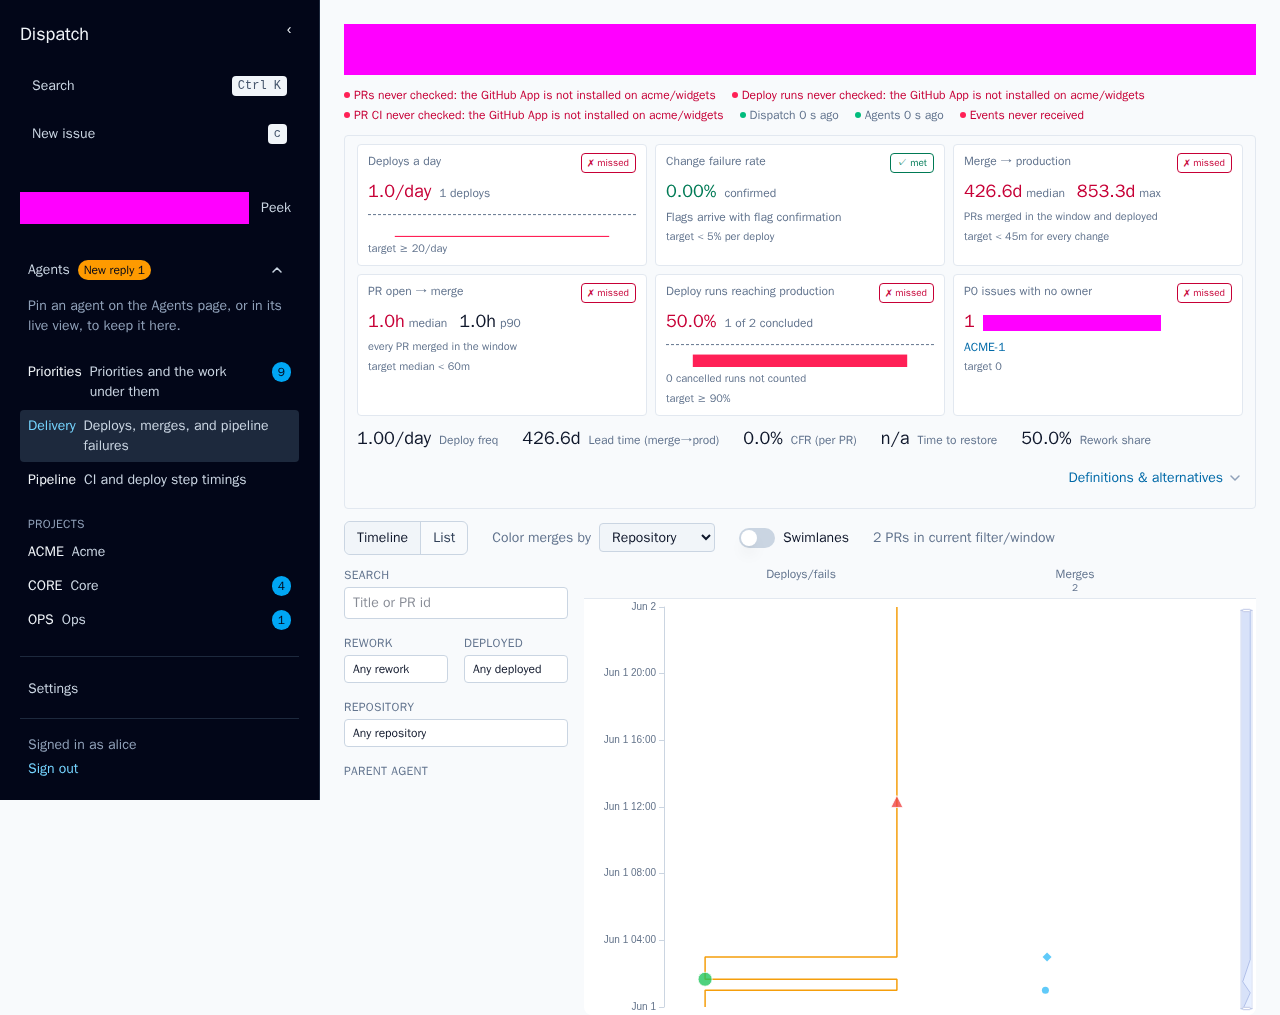 Dispatch
Search
Ctrl K
New issue
C
Peek
Agents
New reply 1
Pin an agent on the Agents page, or in its
live view, to keep it here.
Priorities Priorities and the work
under them
9
Delivery Deploys, merges, and pipeline
failures
Pipeline CI and deploy step timings
PROJECTS
ACME Acme
CORE Core
4
OPS Ops
1
Settings
Signed in as alice
Sign out
PRs never checked: the GitHub App is not installed on acme/widgets
Deploy runs never checked: the GitHub App is not installed on acme/widgets
PR CI never checked: the GitHub App is not installed on acme/widgets
Dispatch 0 s ago
Agents 0 s ago
Events never received
Deploys a day
✗ missed
1.0/day 1 deploys
target ≥ 20/day
Change failure rate
✓ met
0.00% confirmed
Flags arrive with flag confirmation
target < 5% per deploy
Merge → production
✗ missed
426.6d median 853.3d max
PRs merged in the window and deployed
target < 45m for every change
PR open → merge
✗ missed
1.0h median 1.0h p90
every PR merged in the window
target median < 60m
Deploy runs reaching production
✗ missed
50.0% 1 of 2 concluded
0 cancelled runs not counted
target ≥ 90%
P0 issues with no owner
✗ missed
1
ACME-1
target 0
1.00/day Deploy freq
426.6d Lead time (merge→prod)
0.0% CFR (per PR)
n/a Time to restore
50.0% Rework share
Definitions & alternatives
Timeline
List
Color merges by
Repository
Swimlanes
2 PRs in current filter/window
SEARCH
Title or PR id
REWORK
DEPLOYED
Any rework
Any deployed
REPOSITORY
Any repository
PARENT AGENT
Deploys/fails
Merges
2
Jun 2
Jun 1 20:00
Jun 1 16:00
Jun 1 12:00
Jun 1 08:00
Jun 1 04:00
Jun 1